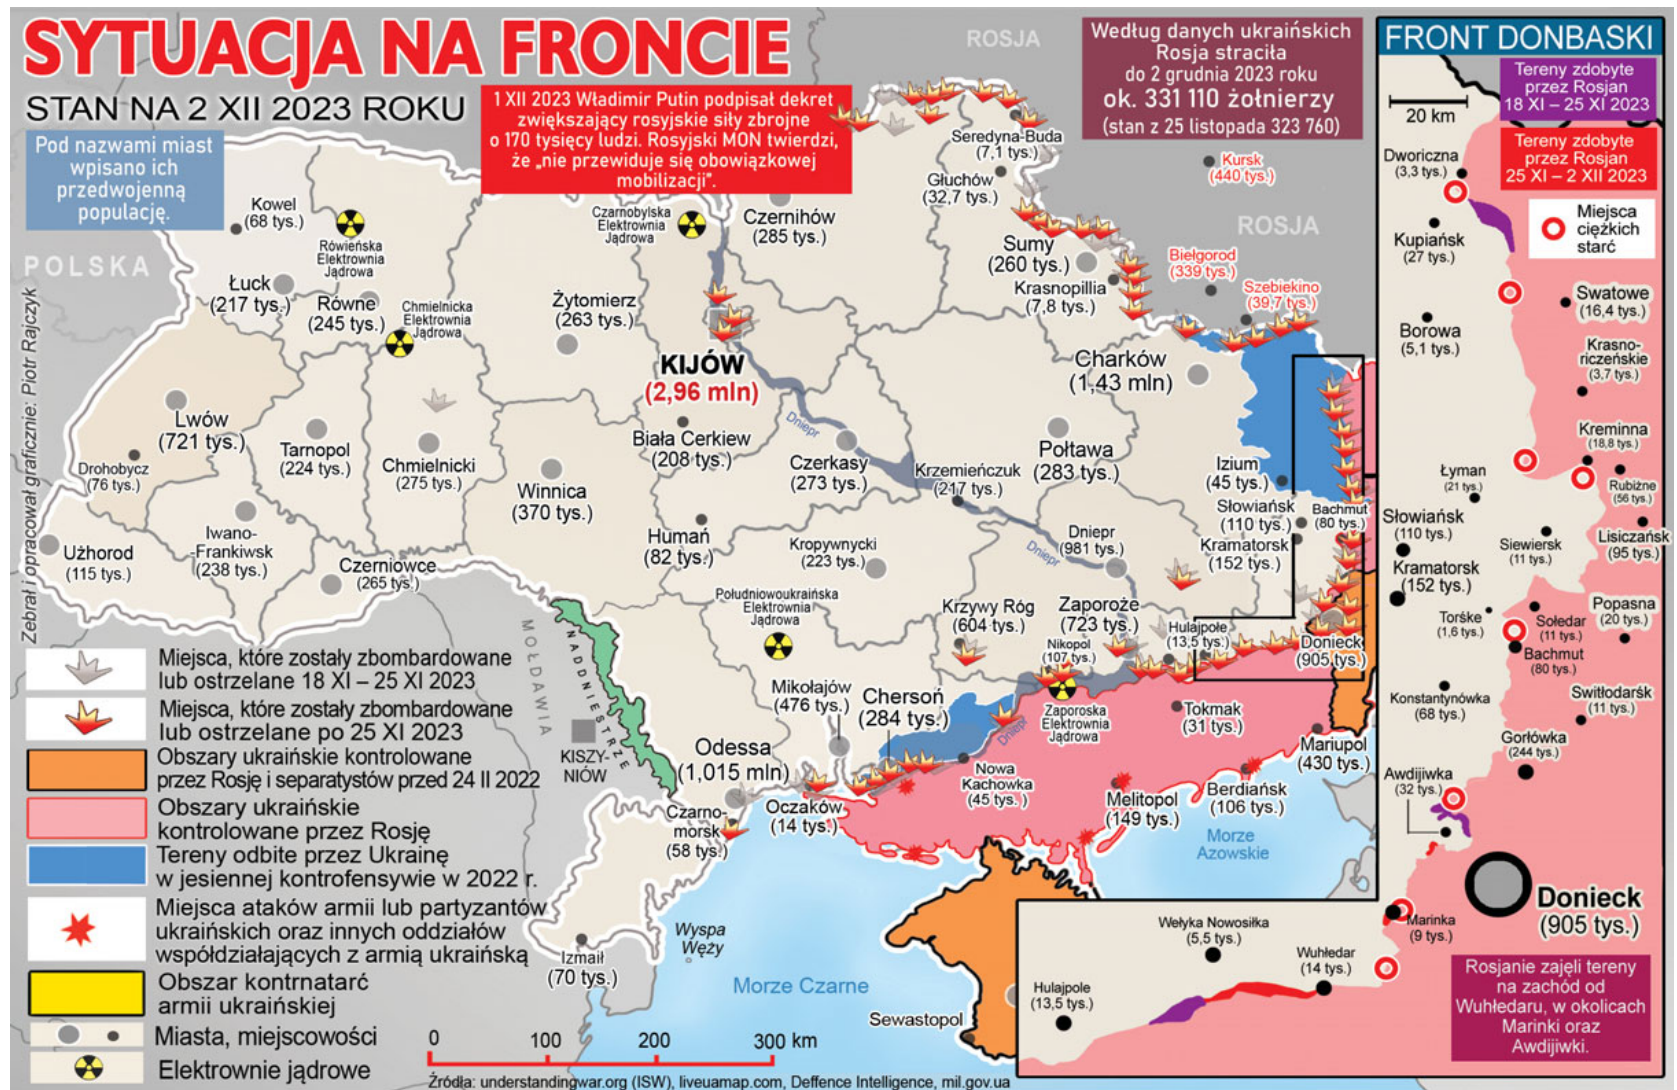 SYTUACJA NA FRONCIE
STAN NA 2 XII 2023 ROKU
Pod nazwami miast
wpisano ich
przedwojenną
populację.
1 XII 2023 Władimir Putin podpisał dekret
zwiększający rosyjskie siły zbrojne
o 170 tysięcy ludzi. Rosyjski MON twierdzi,
że „nie przewiduje się obowiązkowej
mobilizacji”.
Według danych ukraińskich
Rosja straciła
do 2 grudnia 2023 roku
ok. 331 110 żołnierzy
(stan z 25 listopada 323 760)
ROSJA
ROSJA
POLSKA
MOŁDAWIA
NADDNIESTRZE
KISZY-
NIÓW
Kowel
(68 tys.)
Rówieńska
Elektrownia
Jądrowa
Łuck
(217 tys.)
Równe
(245 tys.)
Chmielnicka
Elektrownia
Jądrowa
Żytomierz
(263 tys.)
Czarnobylska
Elektrownia
Jądrowa
Czernihów
(285 tys.)
Seredyna-Buda
(7,1 tys.)
Głuchów
(32,7 tys.)
Kursk
(440 tys.)
Sumy
(260 tys.)
Krasnopillia
(7,8 tys.)
Biełgorod
(339 tys.)
Szebiekino
(39,7 tys.)
KIJÓW
(2,96 mln)
Charków
(1,43 mln)
Lwów
(721 tys.)
Drohobycz
(76 tys.)
Tarnopol
(224 tys.)
Chmielnicki
(275 tys.)
Winnica
(370 tys.)
Biała Cerkiew
(208 tys.)
Dniepr
Czerkasy
(273 tys.)
Krzemieńczuk
(217 tys.)
Połtawa
(283 tys.)
Izium
(45 tys.)
Słowiańsk
(110 tys.)
Bachmut
(80 tys.)
Kramatorsk
(152 tys.)
Użhorod
(115 tys.)
Iwano-
-Frankiwsk
(238 tys.)
Czerniowce
(265 tys.)
Humań
(82 tys.)
Kropywnycki
(223 tys.)
Dniepr
Dniepr
(981 tys.)
Południowoukraińska
Elektrownia
Jądrowa
Krzywy Róg
(604 tys.)
Zaporoże
(723 tys.)
Nikopol
(107 tys.)
Hulajpole
(13,5 tys.)
Donieck
(905 tys.)
Mikołajów
(476 tys.)
Chersoń
(284 tys.)
Dniepr
Zaporoska
Elektrownia
Jądrowa
Tokmak
(31 tys.)
Mariupol
(430 tys.)
Odessa
(1,015 mln)
Nowa
Kachowka
(45 tys.)
Melitopol
(149 tys.)
Berdiańsk
(106 tys.)
Czarno-
morsk
(58 tys.)
Oczaków
(14 tys.)
Morze
Azowskie
Wyspa
Węży
Izmaił
(70 tys.)
Morze Czarne
Sewastopol
Zebrał i opracował graficznie: Piotr Rajczyk
Miejsca, które zostały zbombardowane
lub ostrzelane 18 XI – 25 XI 2023
Miejsca, które zostały zbombardowane
lub ostrzelane po 25 XI 2023
Obszary ukraińskie kontrolowane
przez Rosję i separatystów przed 24 II 2022
Obszary ukraińskie
kontrolowane przez Rosję
Tereny odbite przez Ukrainę
w jesiennej kontrofensywie w 2022 r.
Miejsca ataków armii lub partyzantów
ukraińskich oraz innych oddziałów
współdziałających z armią ukraińską
Obszar kontrnatarć
armii ukraińskiej
Miasta, miejscowości
Elektrownie jądrowe
0 100 200 300 km
Źródła: understandingwar.org (ISW), liveuamap.com, Deffence Intelligence, mil.gov.ua
FRONT DONBASKI
20 km
Tereny zdobyte
przez Rosjan
18 XI – 25 XI 2023
Tereny zdobyte
przez Rosjan
25 XI – 2 XII 2023
Miejsca
ciężkich
starć
Dworiczna
(3,3 tys.)
Kupiańsk
(27 tys.)
Swatowe
(16,4 tys.)
Borowa
(5,1 tys.)
Krasno-
riczeńskie
(3,7 tys.)
Kreminna
(18,8 tys.)
Łyman
(21 tys.)
Rubiżne
(56 tys.)
Słowiańsk
(110 tys.)
Siewiersk
(11 tys.)
Lisiczańsk
(95 tys.)
Kramatorsk
(152 tys.)
Torśke
(1,6 tys.)
Sołedar
(11 tys.)
Popasna
(20 tys.)
Bachmut
(80 tys.)
Konstantynówka
(68 tys.)
Switłodarśk
(11 tys.)
Gorłówka
(244 tys.)
Awdijiwka
(32 tys.)
Donieck
(905 tys.)
Marinka
(9 tys.)
Wełyka Nowosiłka
(5,5 tys.)
Wuhłedar
(14 tys.)
Hulajpole
(13,5 tys.)
Rosjanie zajęli tereny
na zachód od
Wuhłedaru, w okolicach
Marinki oraz
Awdijiwki.